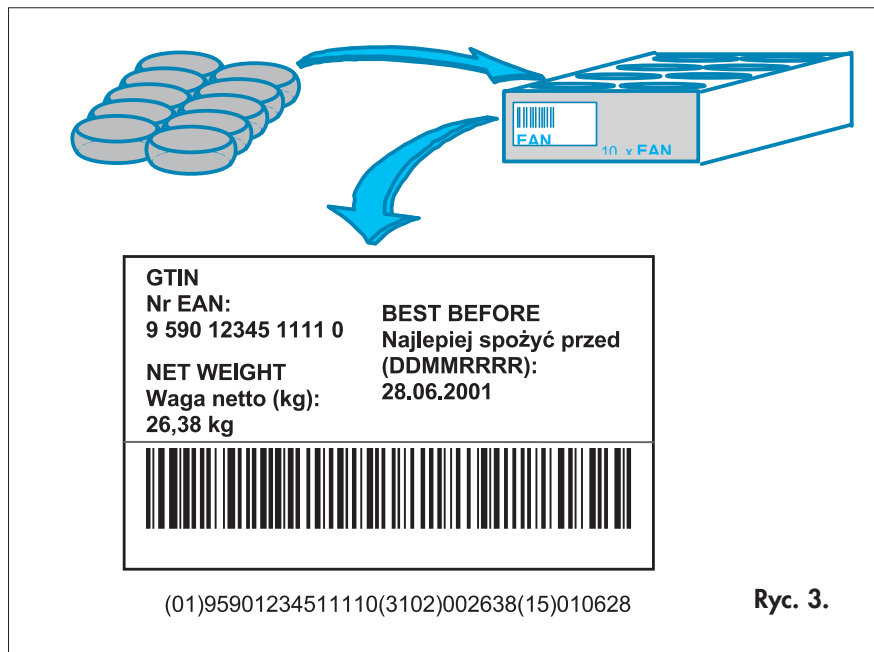 EAN
10 x EAN
GTIN
Nr EAN:
9 590 12345 1111 0
NET WEIGHT
Waga netto (kg):
26,38 kg
BEST BEFORE
Najlepiej spożyć przed
(DDMMRRRR):
28.06.2001
(01)95901234511110(3102)002638(15)010628
Ryc. 3.